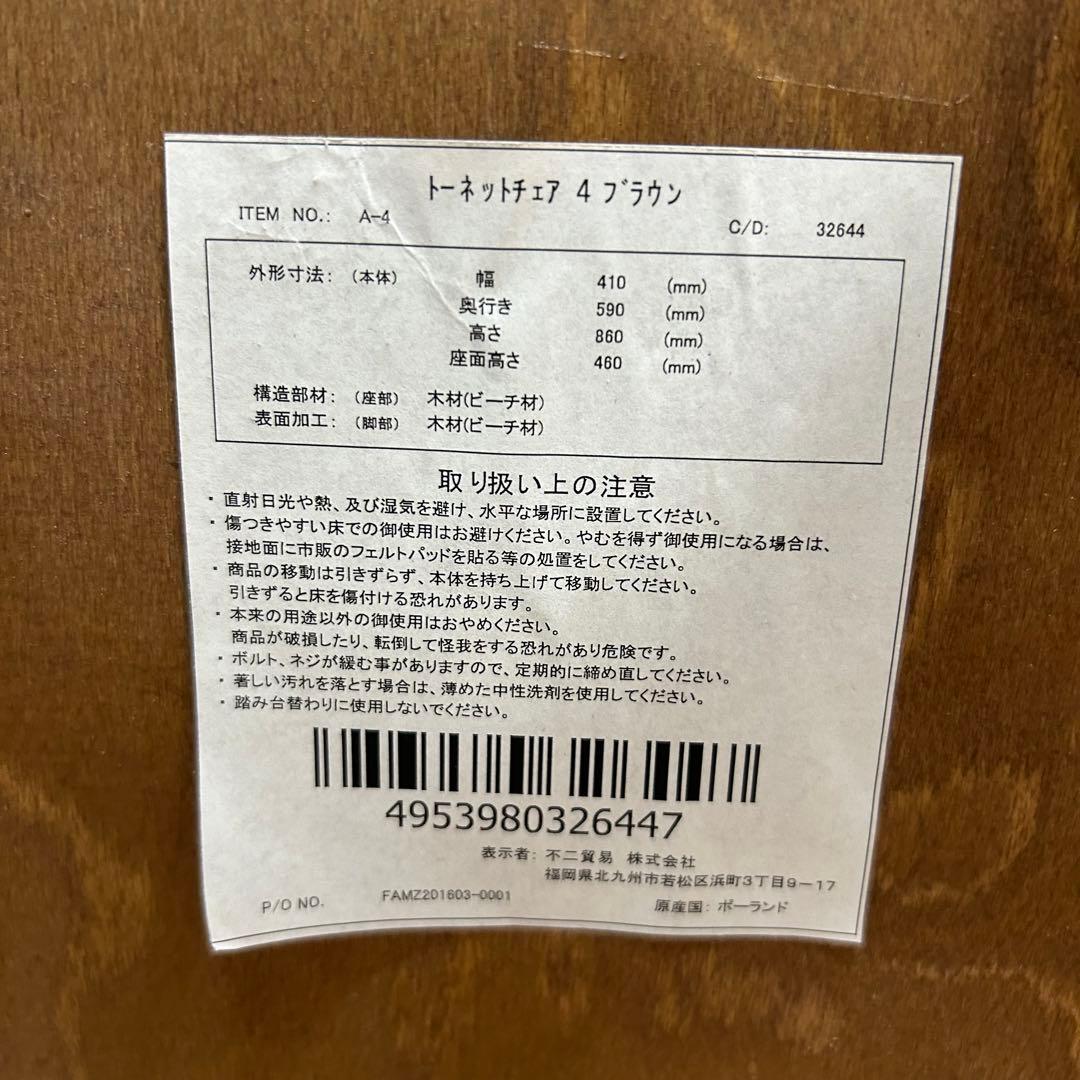 トーネットチェア 4 ブラウン
ITEM NO.: A-4 C/D: 32644
外形寸法: (本体) 幅 410 (mm)
奥行き 590 (mm)
高さ 860 (mm)
座面高さ 460 (mm)
構造部材: (座部) 木材(ビーチ材)
表面加工: (脚部) 木材(ビーチ材)
取り扱い上の注意
・直射日光や熱、及び湿気を避け、水平な場所に設置してください。
・傷つきやすい床での御使用はお避けください。やむを得ず御使用になる場合は、
接地面に市販のフェルトパッドを貼る等の処置をしてください。
・商品の移動は引きずらず、本体を持ち上げて移動してください。
引きずると床を傷付ける恐れがあります。
・本来の用途以外の御使用はおやめください。
商品が破損したり、転倒して怪我をする恐れがあり危険です。
・ボルト、ネジが緩む事がありますので、定期的に締め直してください。
・著しい汚れを落とす場合は、薄めた中性洗剤を使用してください。
・踏み台替わりに使用しないでください。
4953980326447
表示者: 不二貿易 株式会社
福岡県北九州市若松区浜町3丁目9-17
P/O NO. FAMZ201603-0001 原産国: ポーランド